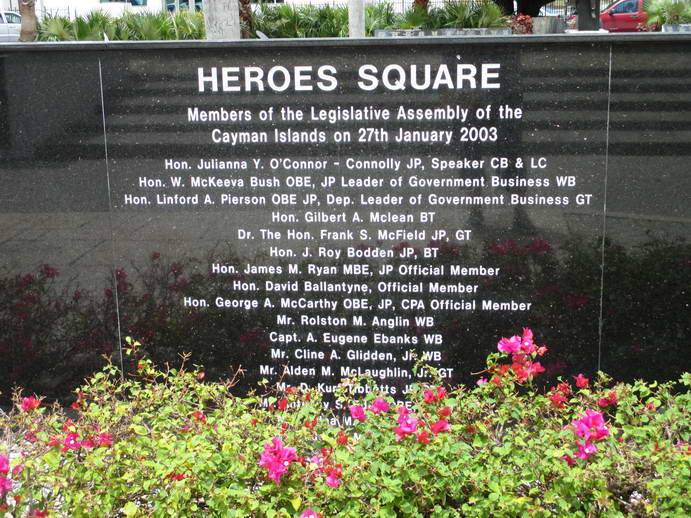 HEROES SQUARE
Members of the Legislative Assembly of the
Cayman Islands on 27th January 2003
Hon. Julianna Y. O'Connor - Connolly JP, Speaker CB & LC
Hon. W. McKeeva Bush OBE, JP Leader of Government Business WB
Hon. Linford A. Pierson OBE JP, Dep. Leader of Government Business GT
Hon. Gilbert A. Mclean BT
Dr. The Hon. Frank S. McField JP, GT
Hon. J. Roy Bodden JP, BT
Hon. James M. Ryan MBE, JP Official Member
Hon. David Ballantyne, Official Member
Hon. George A. McCarthy OBE, JP, CPA Official Member
Mr. Rolston M. Anglin WB
Capt. A. Eugene Ebanks WB
Mr. Cline A. Glidden, Jr. WB
Mr. Alden M. McLaughlin, Jr. GT
Mr. D. Kurt Tibbetts
S.